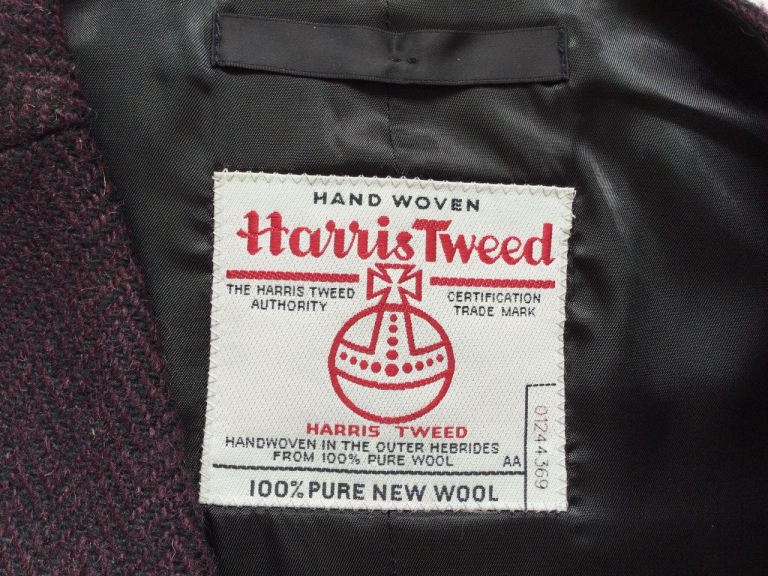 HAND WOVEN
Harris Tweed
THE HARRIS TWEED
AUTHORITY
CERTIFICATION
TRADE MARK
HARRIS TWEED
HANDWOVEN IN THE OUTER HEBRIDES
FROM 100% PURE WOOL
AA
01244369
100% PURE NEW WOOL